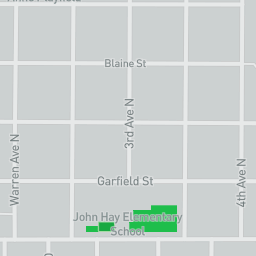 Blaine St
3rd Ave N
Warren Ave N
4th Ave N
Garfield St
John Hay Elementary
School